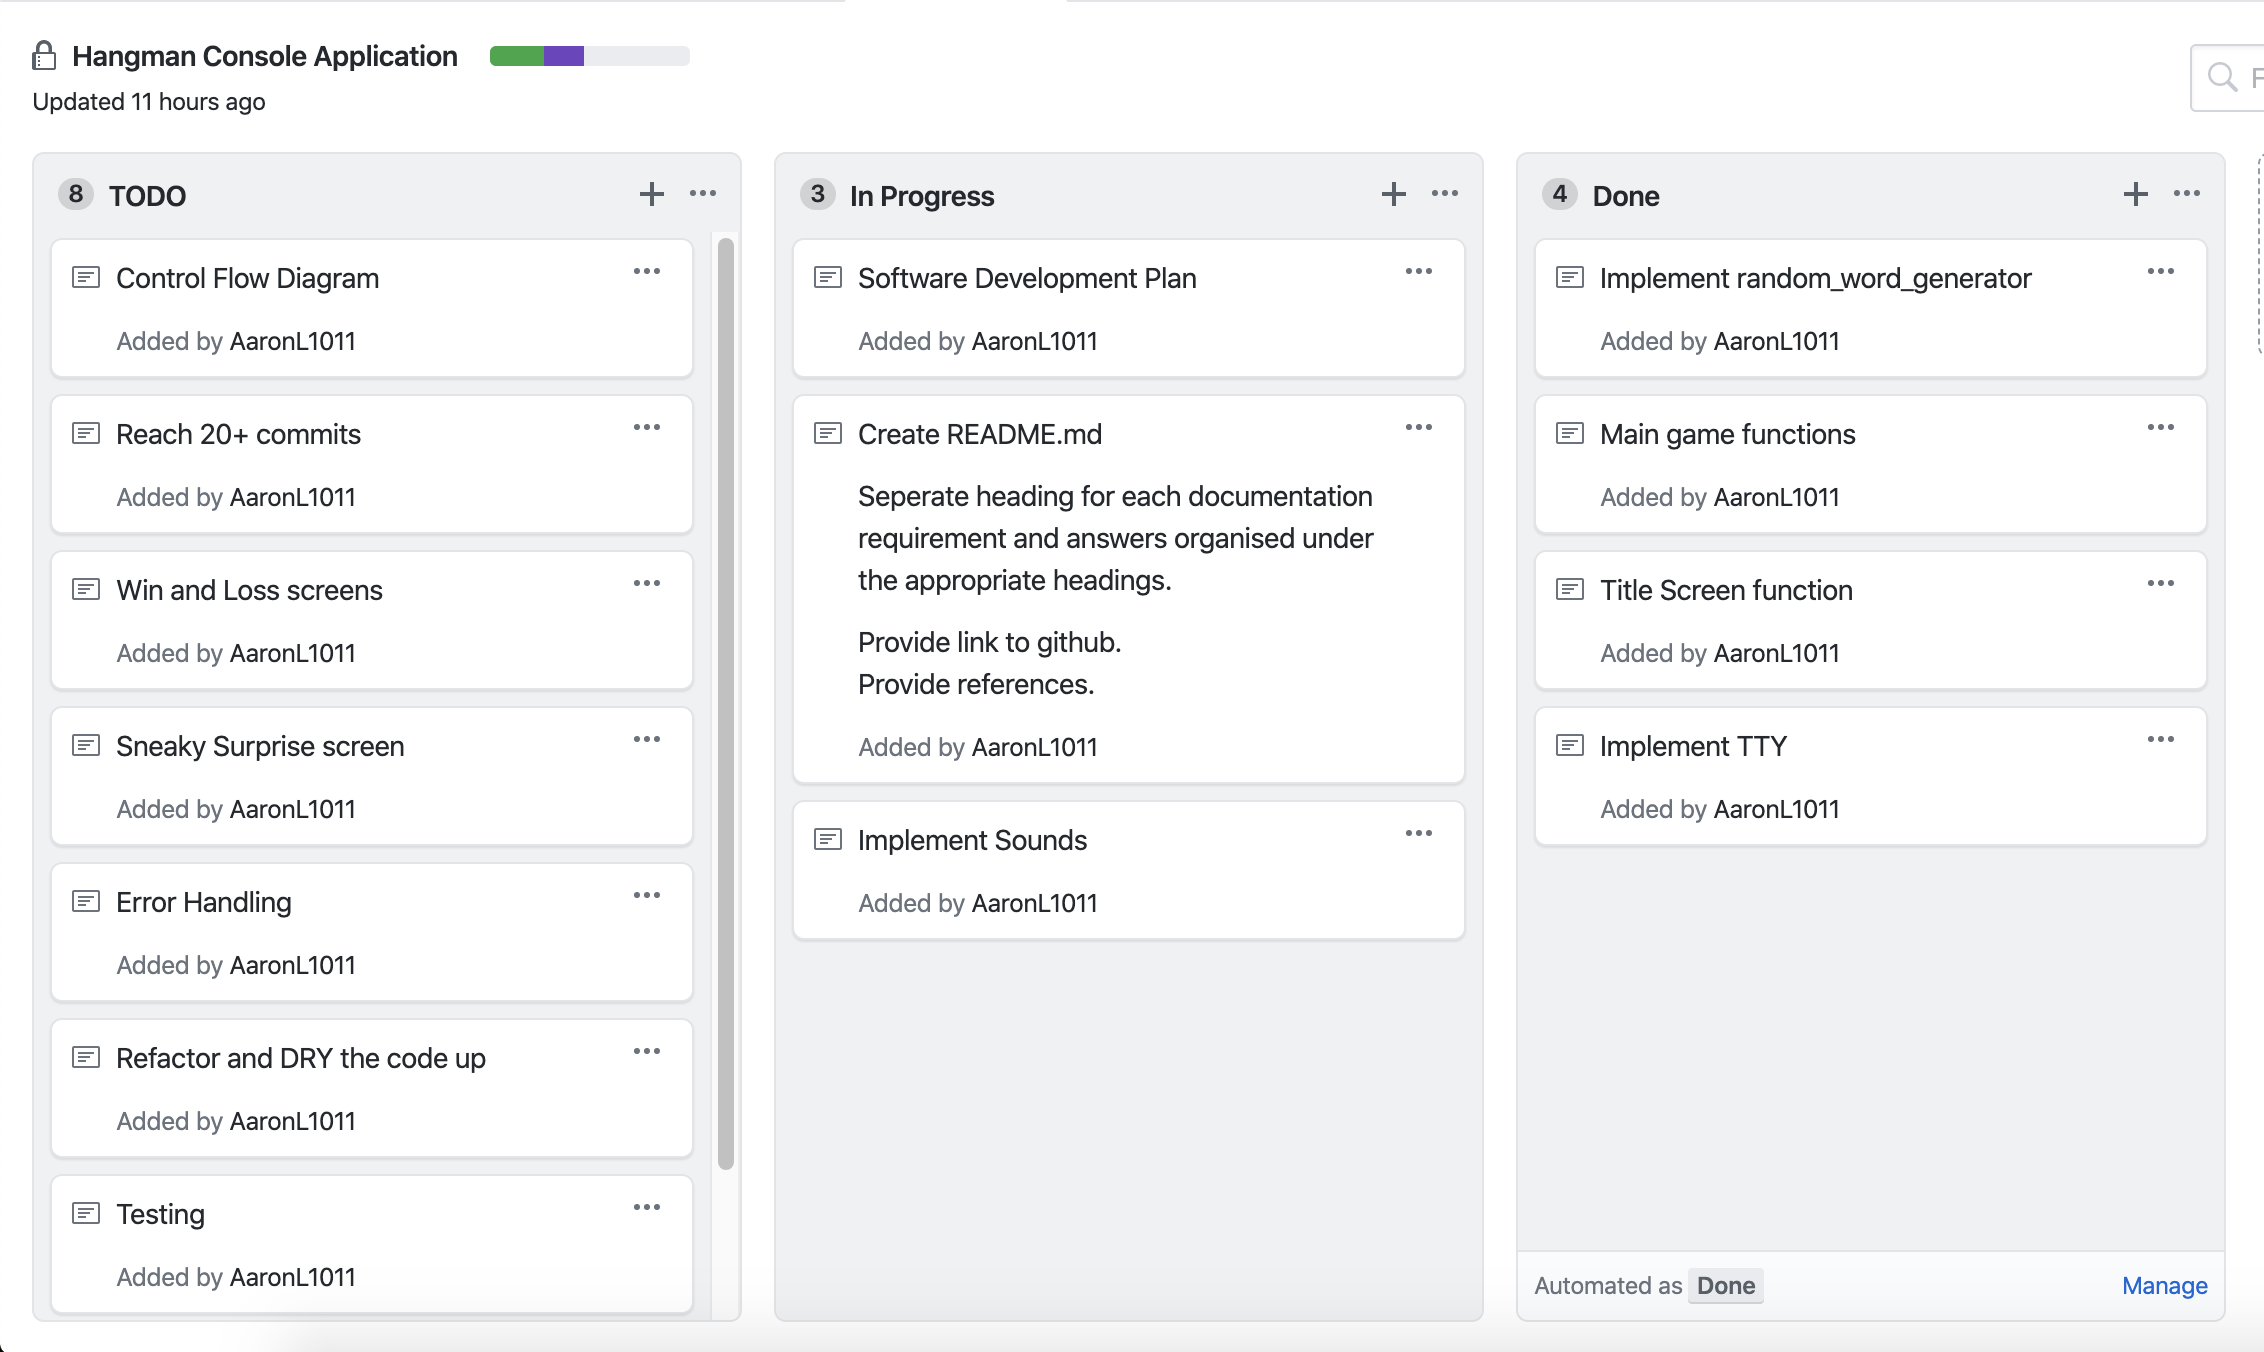 Hangman Console Application
Updated 11 hours ago
8 TODO
Control Flow Diagram
Added by AaronL1011
Reach 20+ commits
Added by AaronL1011
Win and Loss screens
Added by AaronL1011
Sneaky Surprise screen
Added by AaronL1011
Error Handling
Added by AaronL1011
Refactor and DRY the code up
Added by AaronL1011
Testing
Added by AaronL1011
3 In Progress
Software Development Plan
Added by AaronL1011
Create README.md
Seperate heading for each documentation
requirement and answers organised under
the appropriate headings.
Provide link to github.
Provide references.
Added by AaronL1011
Implement Sounds
Added by AaronL1011
4 Done
Implement random_word_generator
Added by AaronL1011
Main game functions
Added by AaronL1011
Title Screen function
Added by AaronL1011
Implement TTY
Added by AaronL1011
Automated as Done
Manage